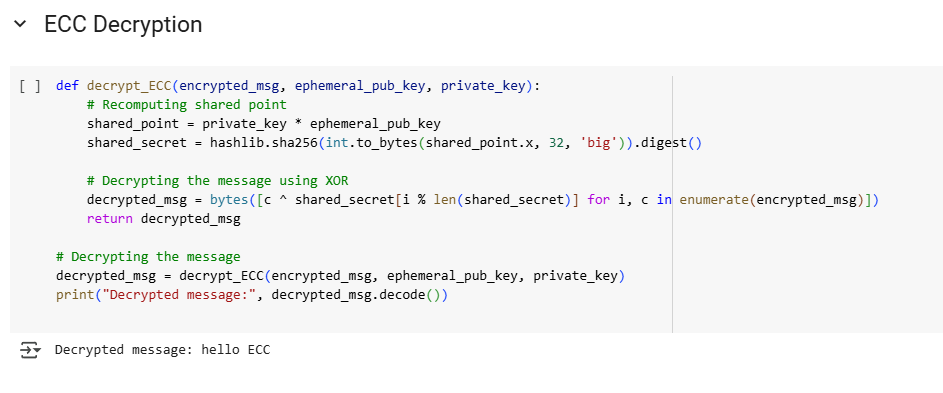 ECC Decryption
[ ] def decrypt_ECC(encrypted_msg, ephemeral_pub_key, private_key):
# Recomputing shared point
shared_point = private_key * ephemeral_pub_key
shared_secret = hashlib.sha256(int.to_bytes(shared_point.x, 32, 'big')).digest()
# Decrypting the message using XOR
decrypted_msg = bytes([c ^ shared_secret[i % len(shared_secret)] for i, c in enumerate(encrypted_msg)])
return decrypted_msg
# Decrypting the message
decrypted_msg = decrypt_ECC(encrypted_msg, ephemeral_pub_key, private_key)
print("Decrypted message:", decrypted_msg.decode())
Decrypted message: hello ECC